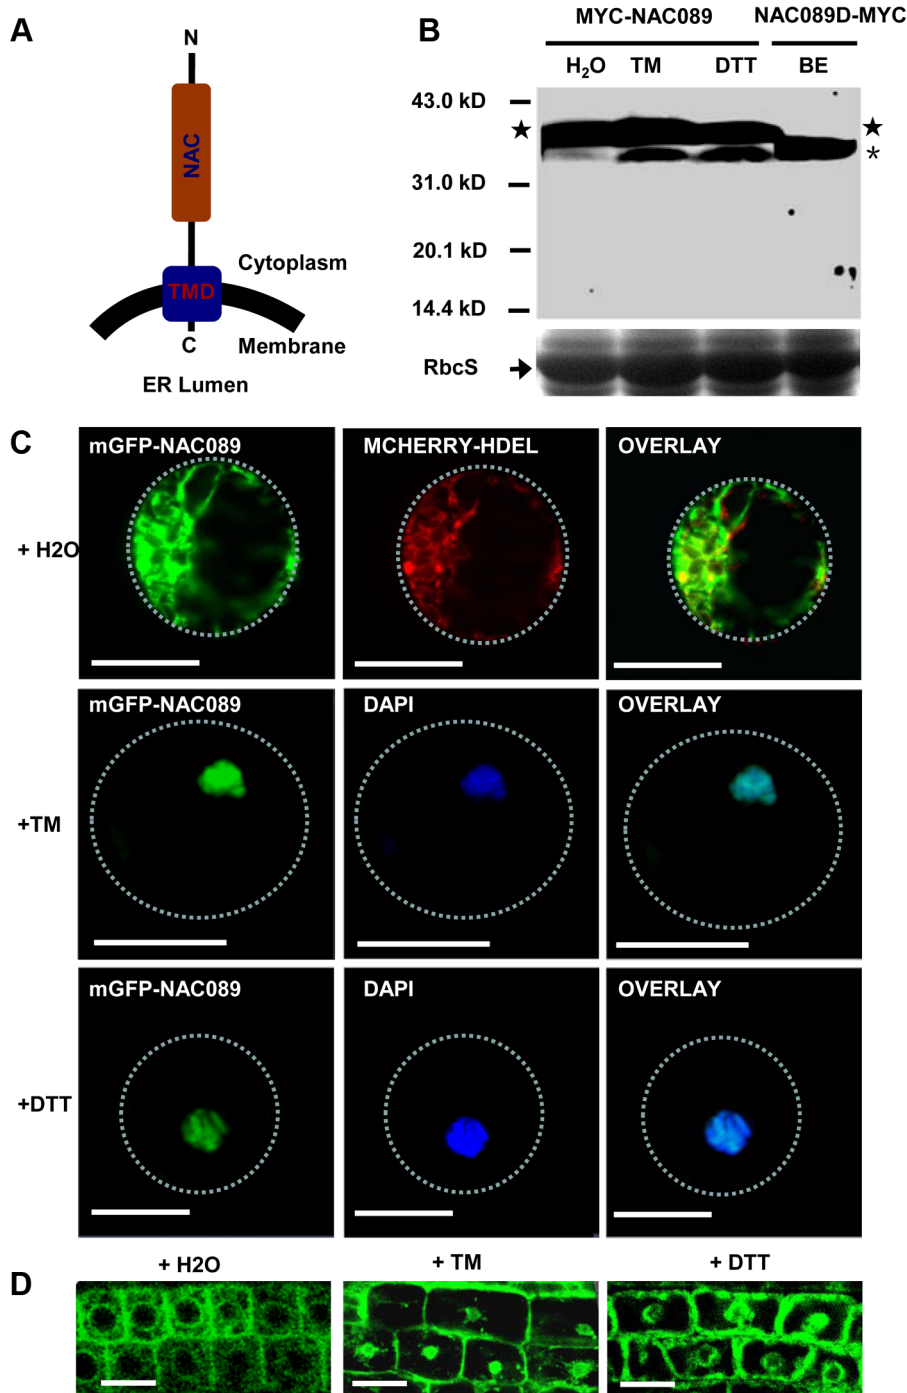 A
N
NAC
TMD
Cytoplasm
C
Membrane
ER Lumen
B
MYC-NAC089
NAC089D-MYC
H2O
TM
DTT
BE
43.0 kD
★
★
*
31.0 kD
20.1 kD
14.4 kD
RbcS
C
mGFP-NAC089
MCHERRY-HDEL
OVERLAY
+ H2O
mGFP-NAC089
DAPI
OVERLAY
+TM
mGFP-NAC089
DAPI
OVERLAY
+DTT
D
+ H2O
+ TM
+ DTT